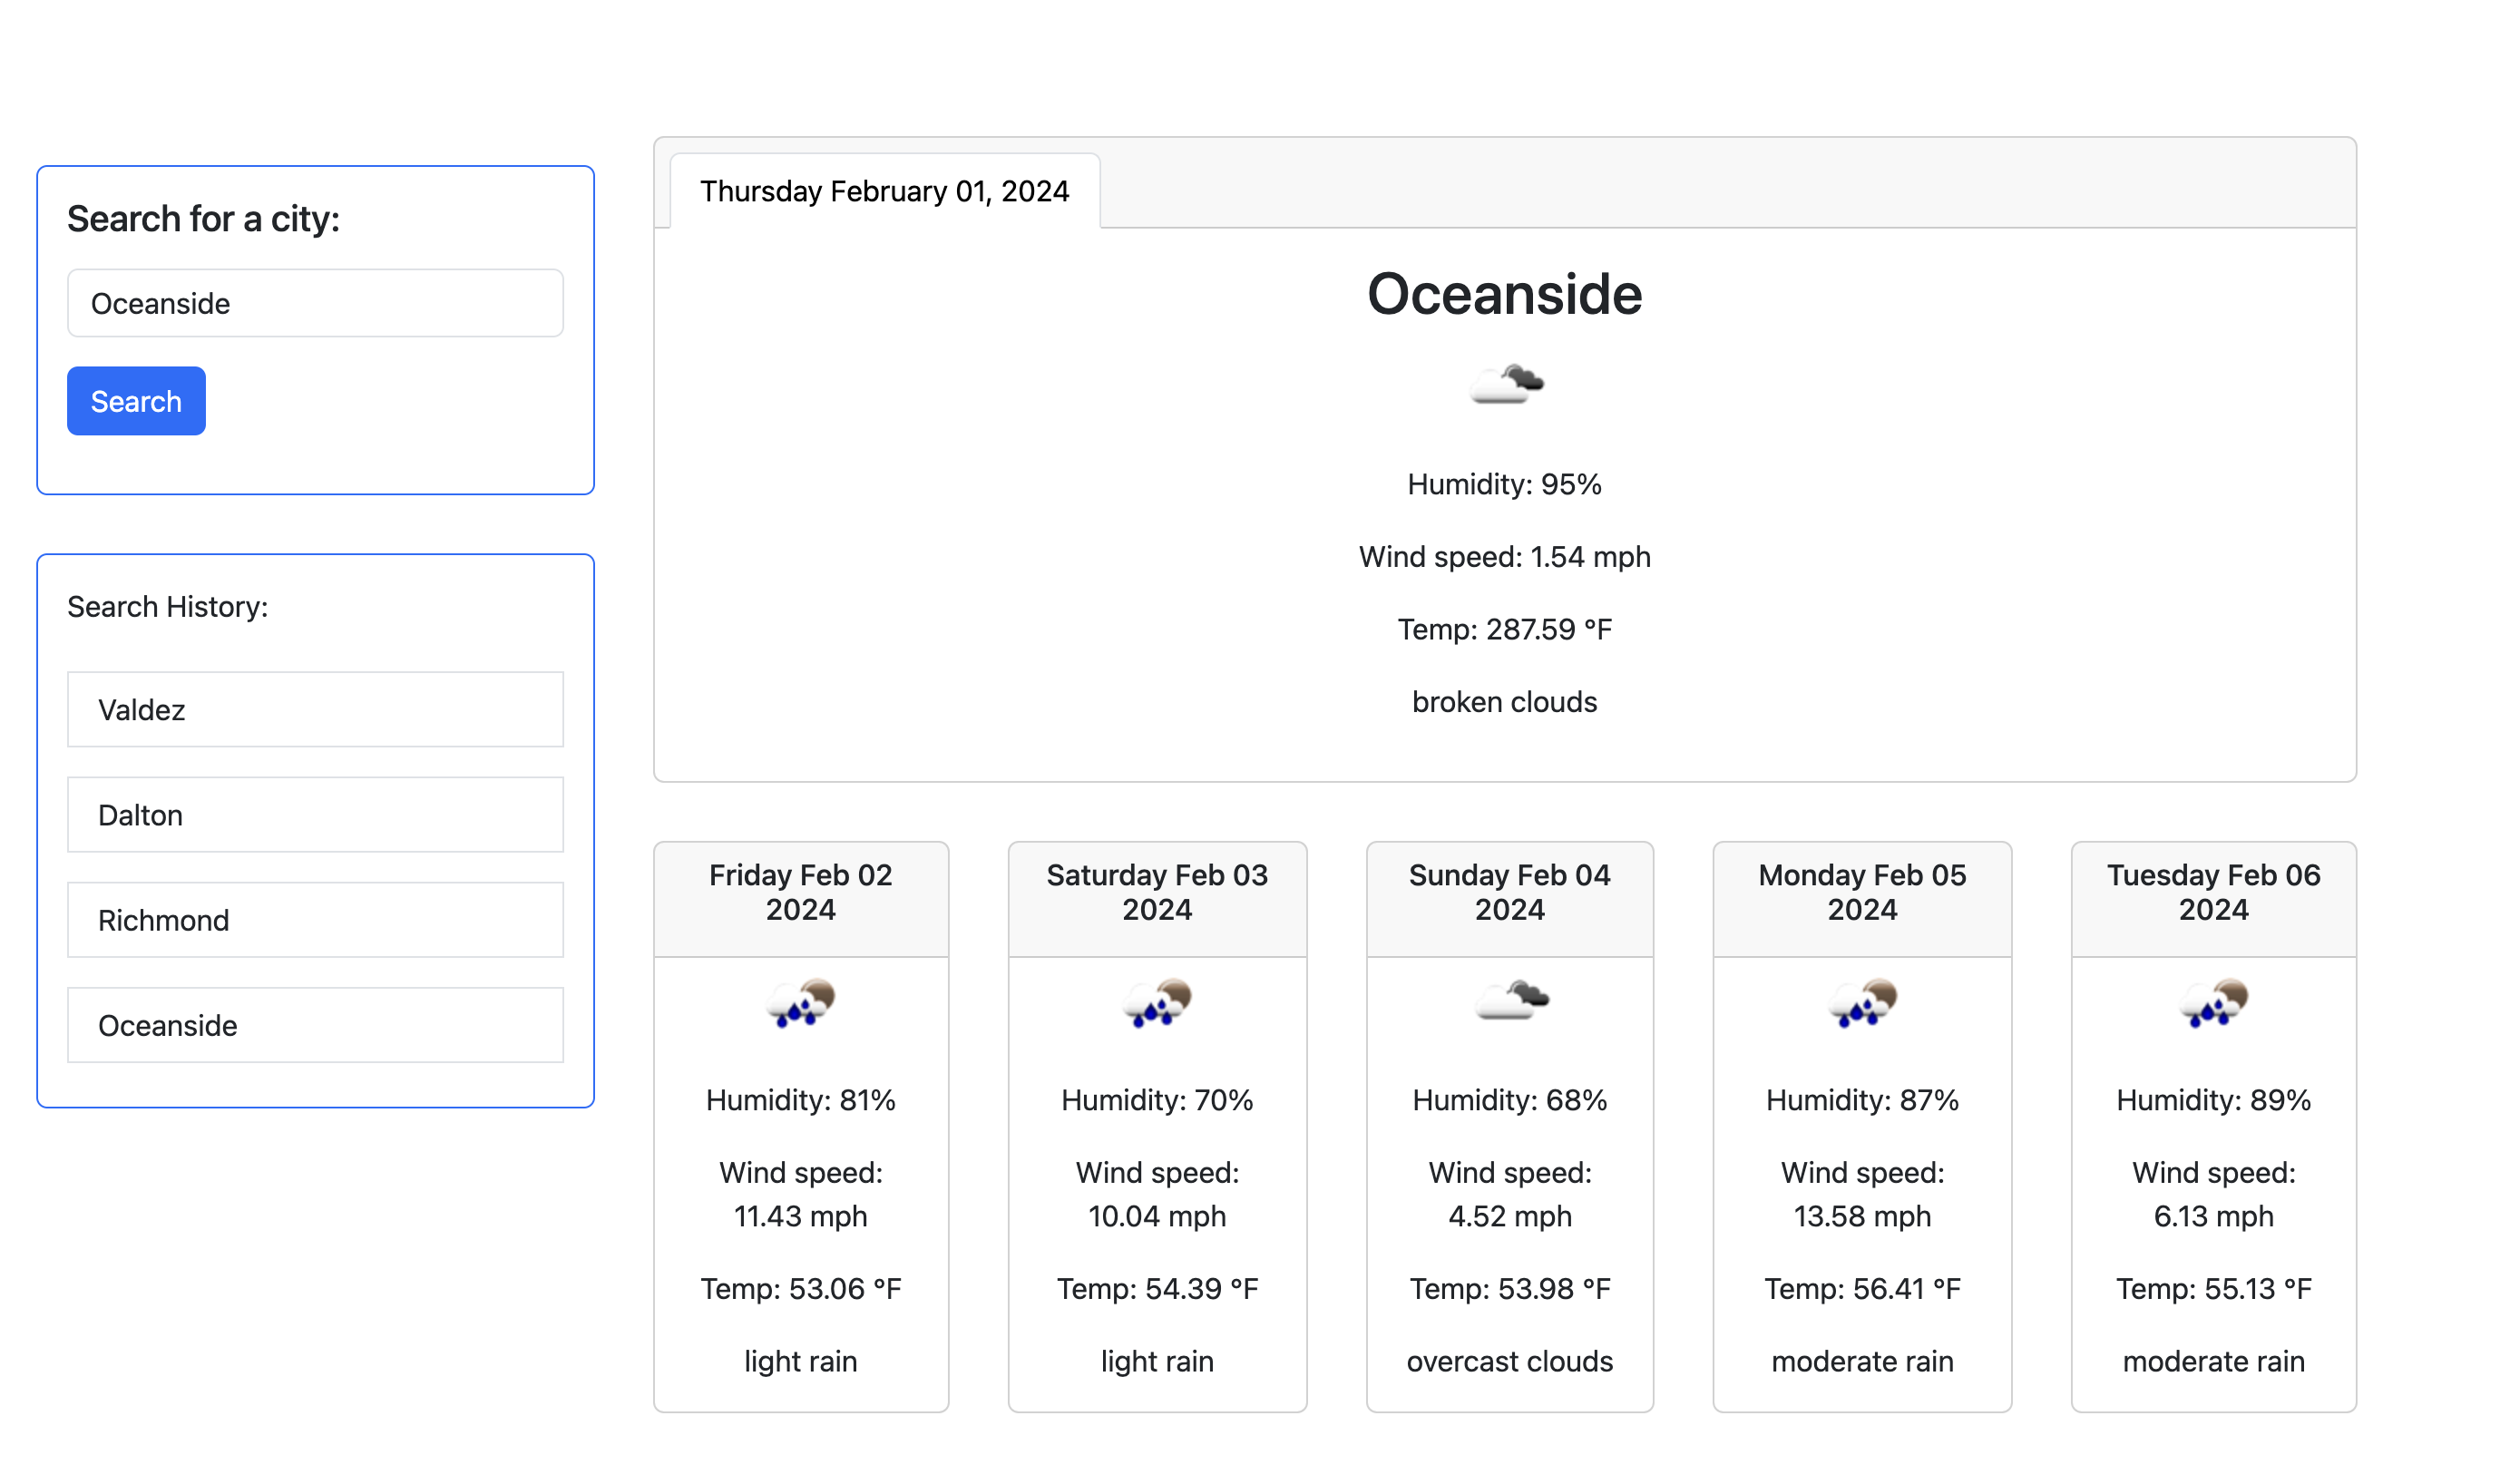 Search for a city:
Oceanside
Search
Search History:
Valdez
Dalton
Richmond
Oceanside
Thursday February 01, 2024
Oceanside
Humidity: 95%
Wind speed: 1.54 mph
Temp: 287.59 °F
broken clouds
Friday Feb 02
2024
Humidity: 81%
Wind speed:
11.43 mph
Temp: 53.06 °F
light rain
Saturday Feb 03
2024
Humidity: 70%
Wind speed:
10.04 mph
Temp: 54.39 °F
light rain
Sunday Feb 04
2024
Humidity: 68%
Wind speed:
4.52 mph
Temp: 53.98 °F
overcast clouds
Monday Feb 05
2024
Humidity: 87%
Wind speed:
13.58 mph
Temp: 56.41 °F
moderate rain
Tuesday Feb 06
2024
Humidity: 89%
Wind speed:
6.13 mph
Temp: 55.13 °F
moderate rain